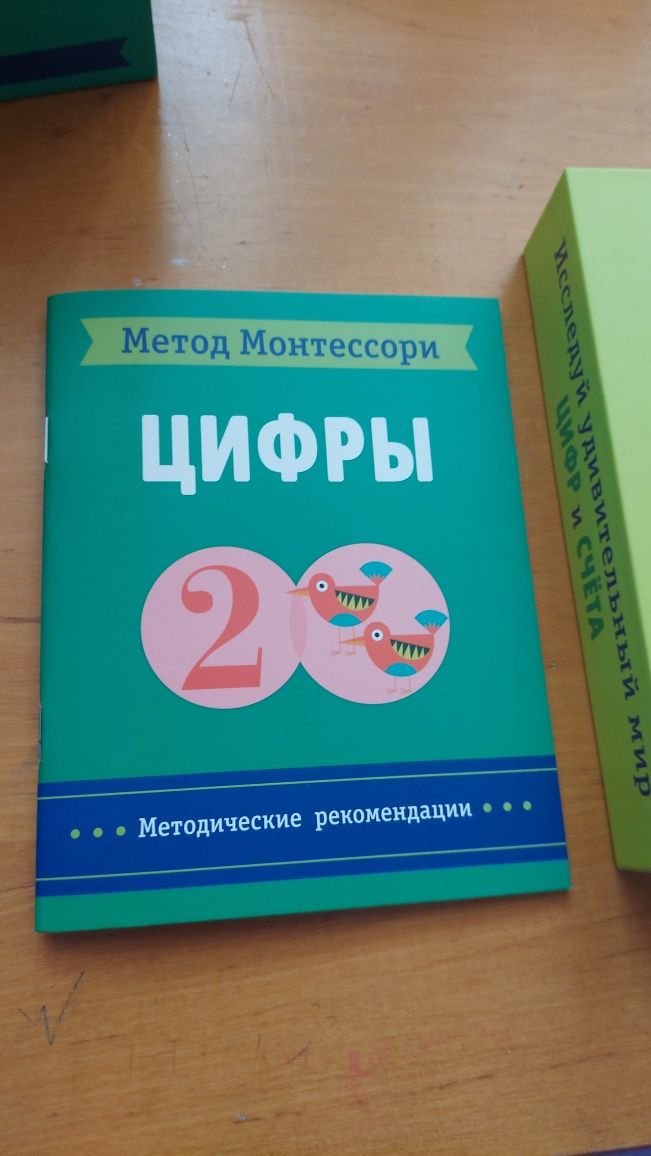 Метод Монтессори
ЦИФРЫ
2
••• Методические рекомендации •••
Исследуй удивительный мир
ЦИФР и СЧЁТА